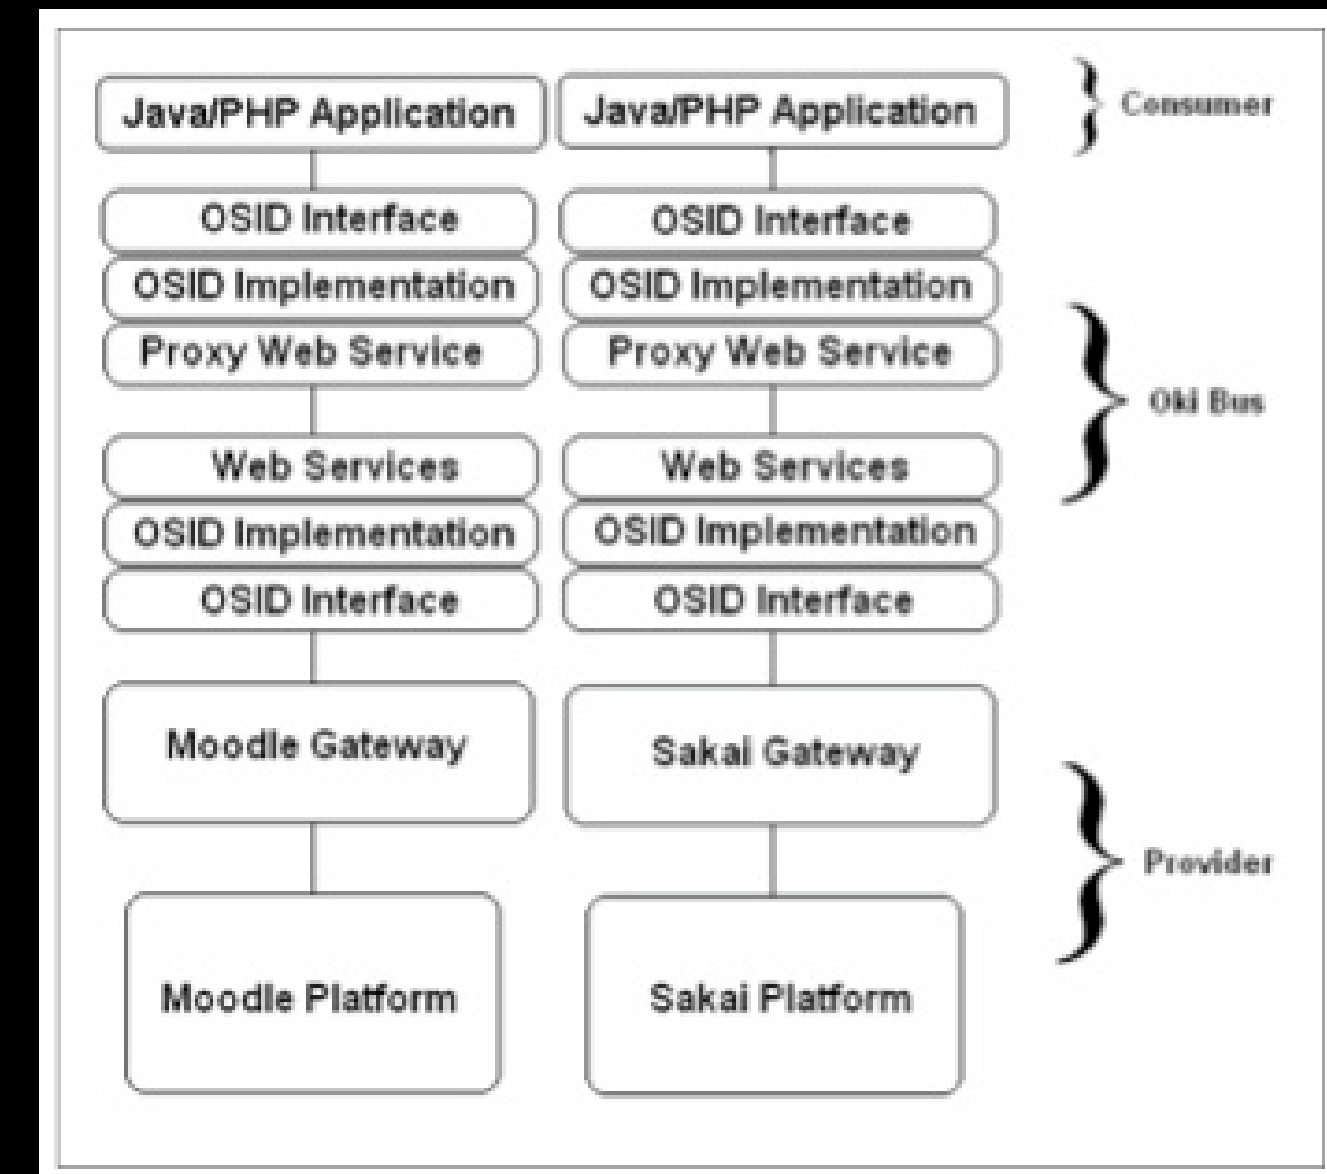 Java/PHP Application Java/PHP Application Consumer
OSID Interface OSID Interface
OSID Implementation OSID Implementation
Proxy Web Service Proxy Web Service
Oki Bus
Web Services Web Services
OSID Implementation OSID Implementation
OSID Interface OSID Interface
Moodle Gateway Sakai Gateway
Provider
Moodle Platform Sakai Platform